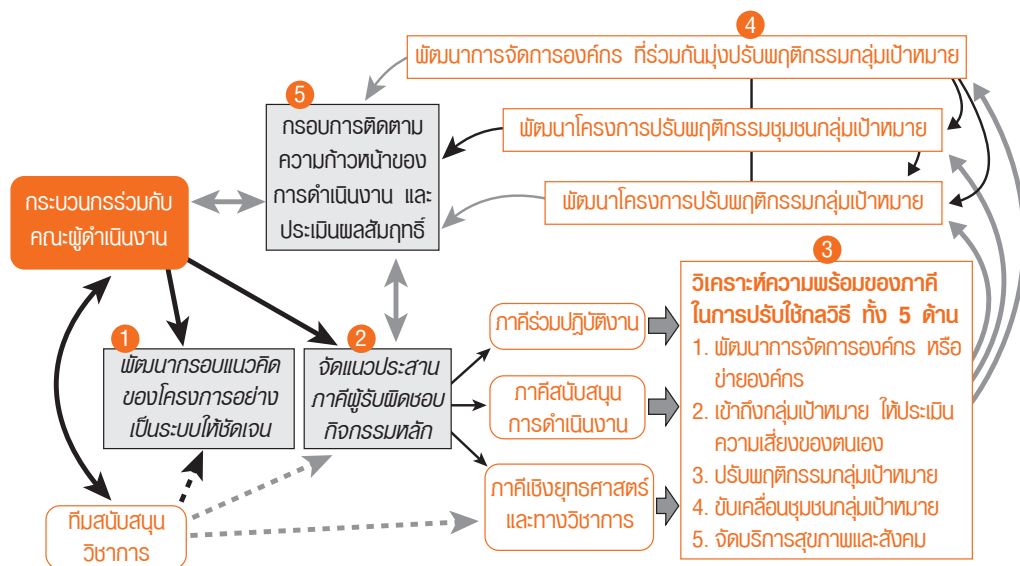 4
พัฒนาการจัดการองค์กร ที่ร่วมกันมุ่งปรับพฤติกรรมกลุ่มเป้าหมาย
พัฒนาโครงการปรับพฤติกรรมชุมชนกลุ่มเป้าหมาย
พัฒนาโครงการปรับพฤติกรรมกลุ่มเป้าหมาย
5
กรอบการติดตาม
ความก้าวหน้าของ
การดำเนินงาน และ
ประเมินผลสัมฤทธิ์
กระบวนกรร่วมกับ
คณะผู้ดำเนินงาน
1
พัฒนากรอบแนวคิด
ของโครงการอย่าง
เป็นระบบให้ชัดเจน
2
จัดแนวประสาน
ภาคีผู้รับผิดชอบ
กิจกรรมหลัก
ทีมสนับสนุน
วิชาการ
ภาคีร่วมปฏิบัติงาน
ภาคีสนับสนุน
การดำเนินงาน
ภาคีเชิงยุทธศาสตร์
และทางวิชาการ
3
วิเคราะห์ความพร้อมของภาคี
ในการปรับใช้กลวิธี ทั้ง 5 ด้าน
1. พัฒนาการจัดการองค์กร หรือ
ข่ายองค์กร
2. เข้าถึงกลุ่มเป้าหมาย ให้ประเมิน
ความเสี่ยงของตนเอง
3. ปรับพฤติกรรมกลุ่มเป้าหมาย
4. ขับเคลื่อนชุมชนกลุ่มเป้าหมาย
5. จัดบริการสุขภาพและสังคม